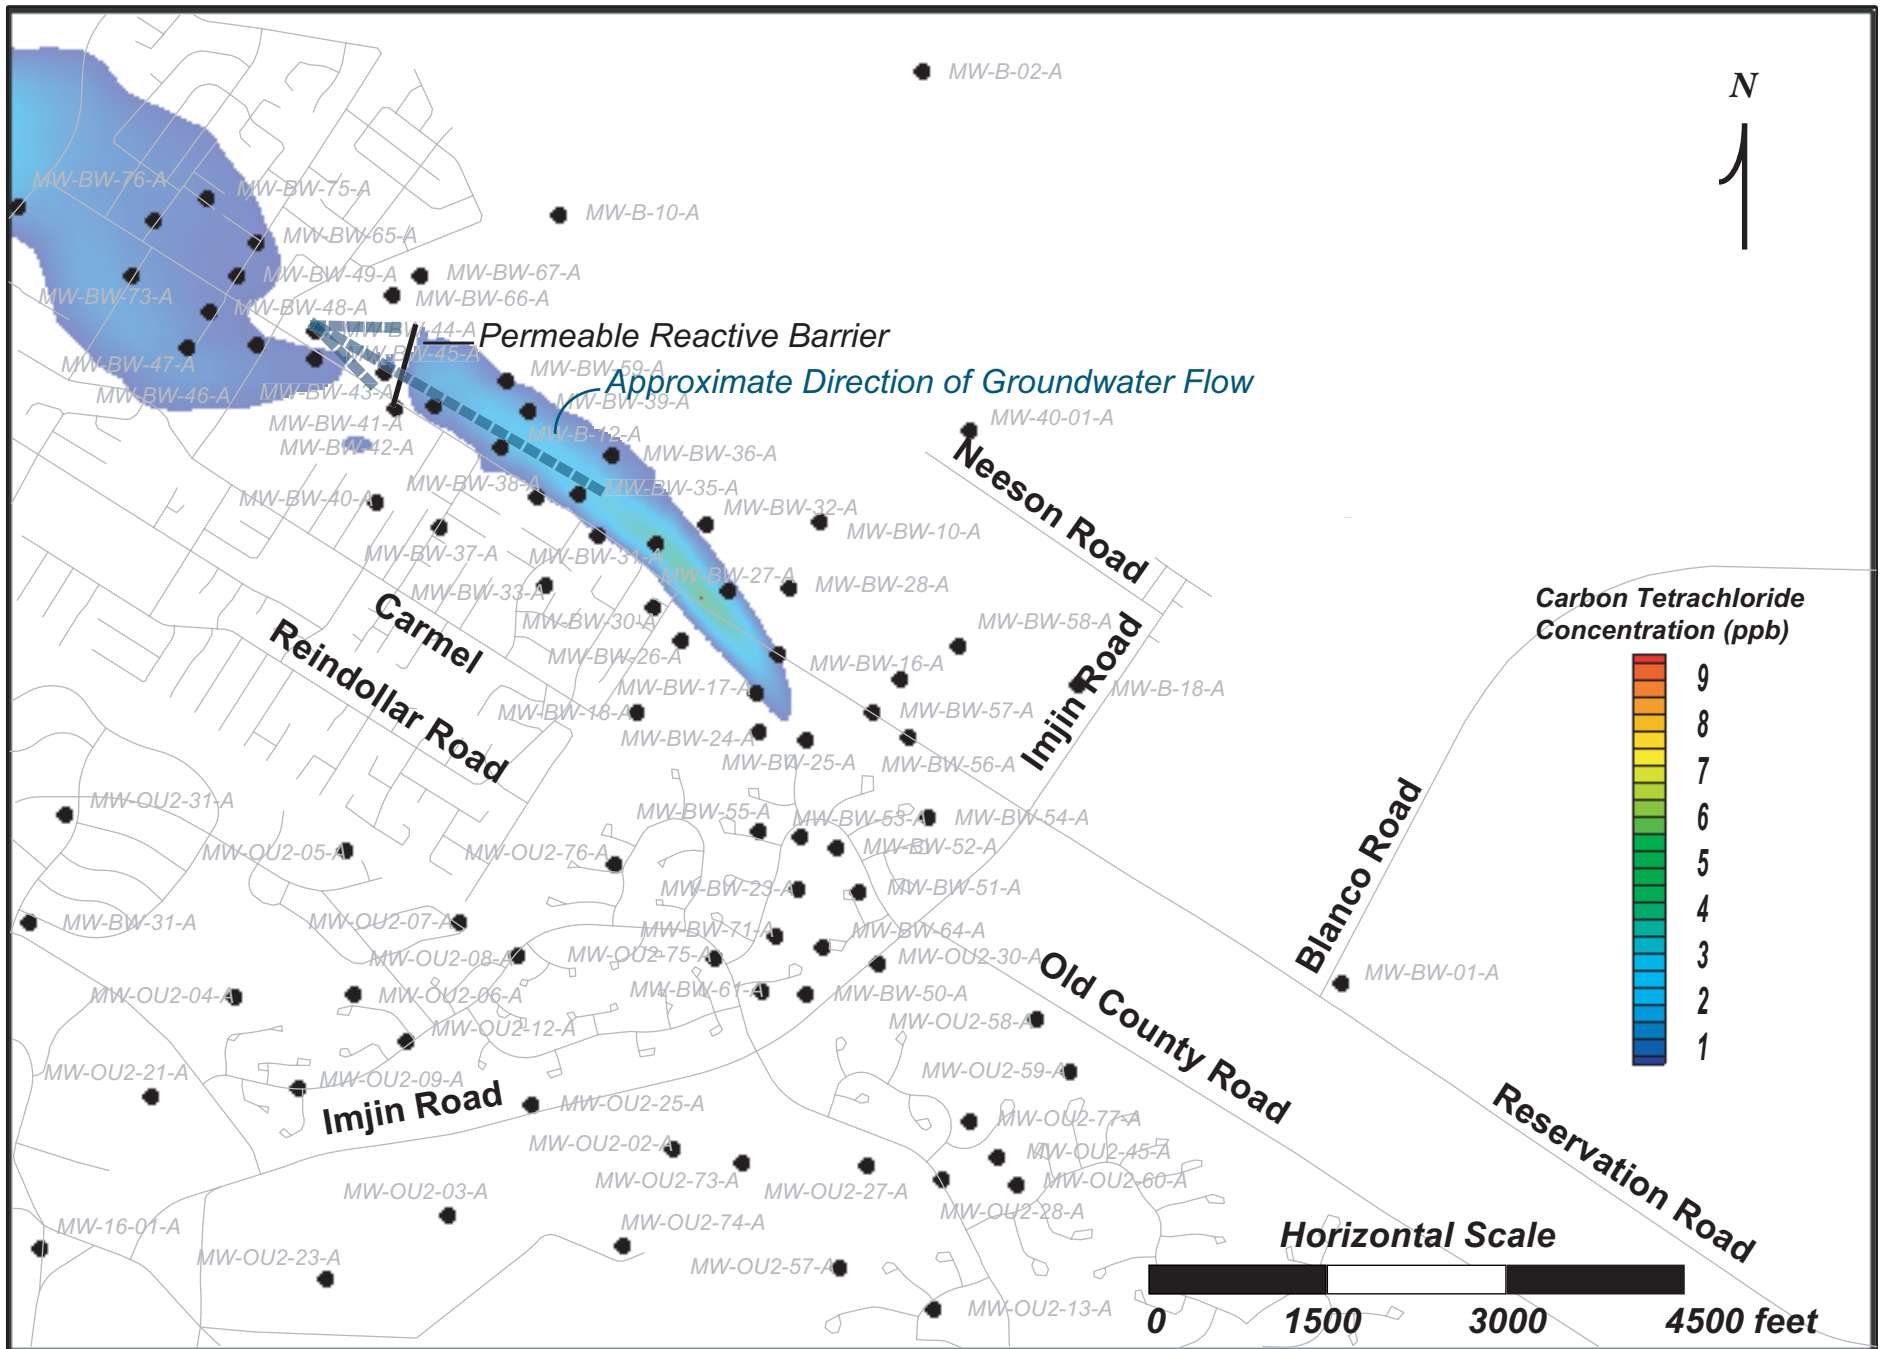 MW-B-02-A
N
MW-BW-76-A
MW-BW-75-A
MW-B-10-A
MW-BW-65-A
MW-BW-49-A
MW-BW-67-A
MW-BW-73-A
MW-BW-66-A
MW-BW-48-A
MW-BW-44-A
Permeable Reactive Barrier
MW-BW-45-A
MW-BW-47-A
MW-BW-59-A
Approximate Direction of Groundwater Flow
MW-BW-46-A
MW-BW-43-A
MW-BW-39-A
MW-40-01-A
MW-BW-41-A
MW-B-12-A
MW-BW-42-A
MW-BW-36-A
Neeson Road
MW-BW-38-A
MW-BW-35-A
MW-BW-40-A
MW-BW-32-A
MW-BW-10-A
MW-BW-37-A
MW-BW-31-A
MW-BW-27-A
MW-BW-28-A
MW-BW-33-A
Carmel
Carbon Tetrachloride
Concentration (ppb)
MW-BW-30-A
MW-BW-58-A
Reindollar Road
MW-BW-26-A
MW-BW-16-A
Imjin Road
MW-BW-17-A
MW-B-18-A
9
MW-BW-18-A
MW-BW-57-A
8
MW-BW-24-A
MW-BW-25-A
MW-BW-56-A
7
MW-OU2-31-A
MW-BW-55-A
MW-BW-53-A
MW-BW-54-A
6
MW-OU2-05-A
MW-OU2-76-A
MW-BW-52-A
5
MW-BW-23-A
MW-BW-51-A
Blanco Road
4
MW-BW-31-A
MW-OU2-07-A
MW-BW-71-A
MW-BW-64-A
3
MW-OU2-08-A
MW-OU2-75-A
MW-OU2-30-A
MW-BW-01-A
MW-OU2-04-A
MW-OU2-06-A
MW-BW-61-A
MW-BW-50-A
2
MW-OU2-12-A
MW-OU2-58-A
Old County Road
1
MW-OU2-21-A
MW-OU2-09-A
MW-OU2-59-A
Imjin Road
MW-OU2-25-A
MW-OU2-77-A
MW-OU2-02-A
MW-OU2-45-A
Reservation Road
MW-OU2-03-A
MW-OU2-73-A
MW-OU2-27-A
MW-OU2-60-A
MW-OU2-28-A
MW-16-01-A
MW-OU2-74-A
Horizontal Scale
MW-OU2-23-A
MW-OU2-57-A
MW-OU2-13-A
0 1500 3000 4500 feet